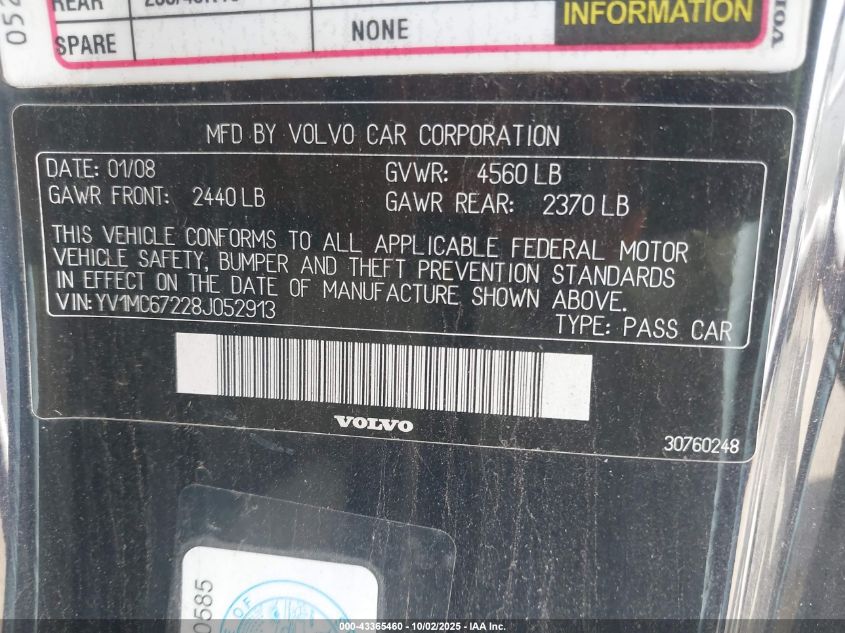 REAR
INFORMATION
SPARE NONE
VOLVO
MFD BY VOLVO CAR CORPORATION
DATE: 01/08 GVWR: 4560 LB
GAWR FRONT: 2440 LB GAWR REAR: 2370 LB
THIS VEHICLE CONFORMS TO ALL APPLICABLE FEDERAL MOTOR
VEHICLE SAFETY, BUMPER AND THEFT PREVENTION STANDARDS
IN EFFECT ON THE DATE OF MANUFACTURE SHOWN ABOVE.
VIN: YV1MC67228J052913
TYPE: PASS CAR
VOLVO
30760248
0585
OF
000-43365460 - 10/02/2025 - IAA Inc.